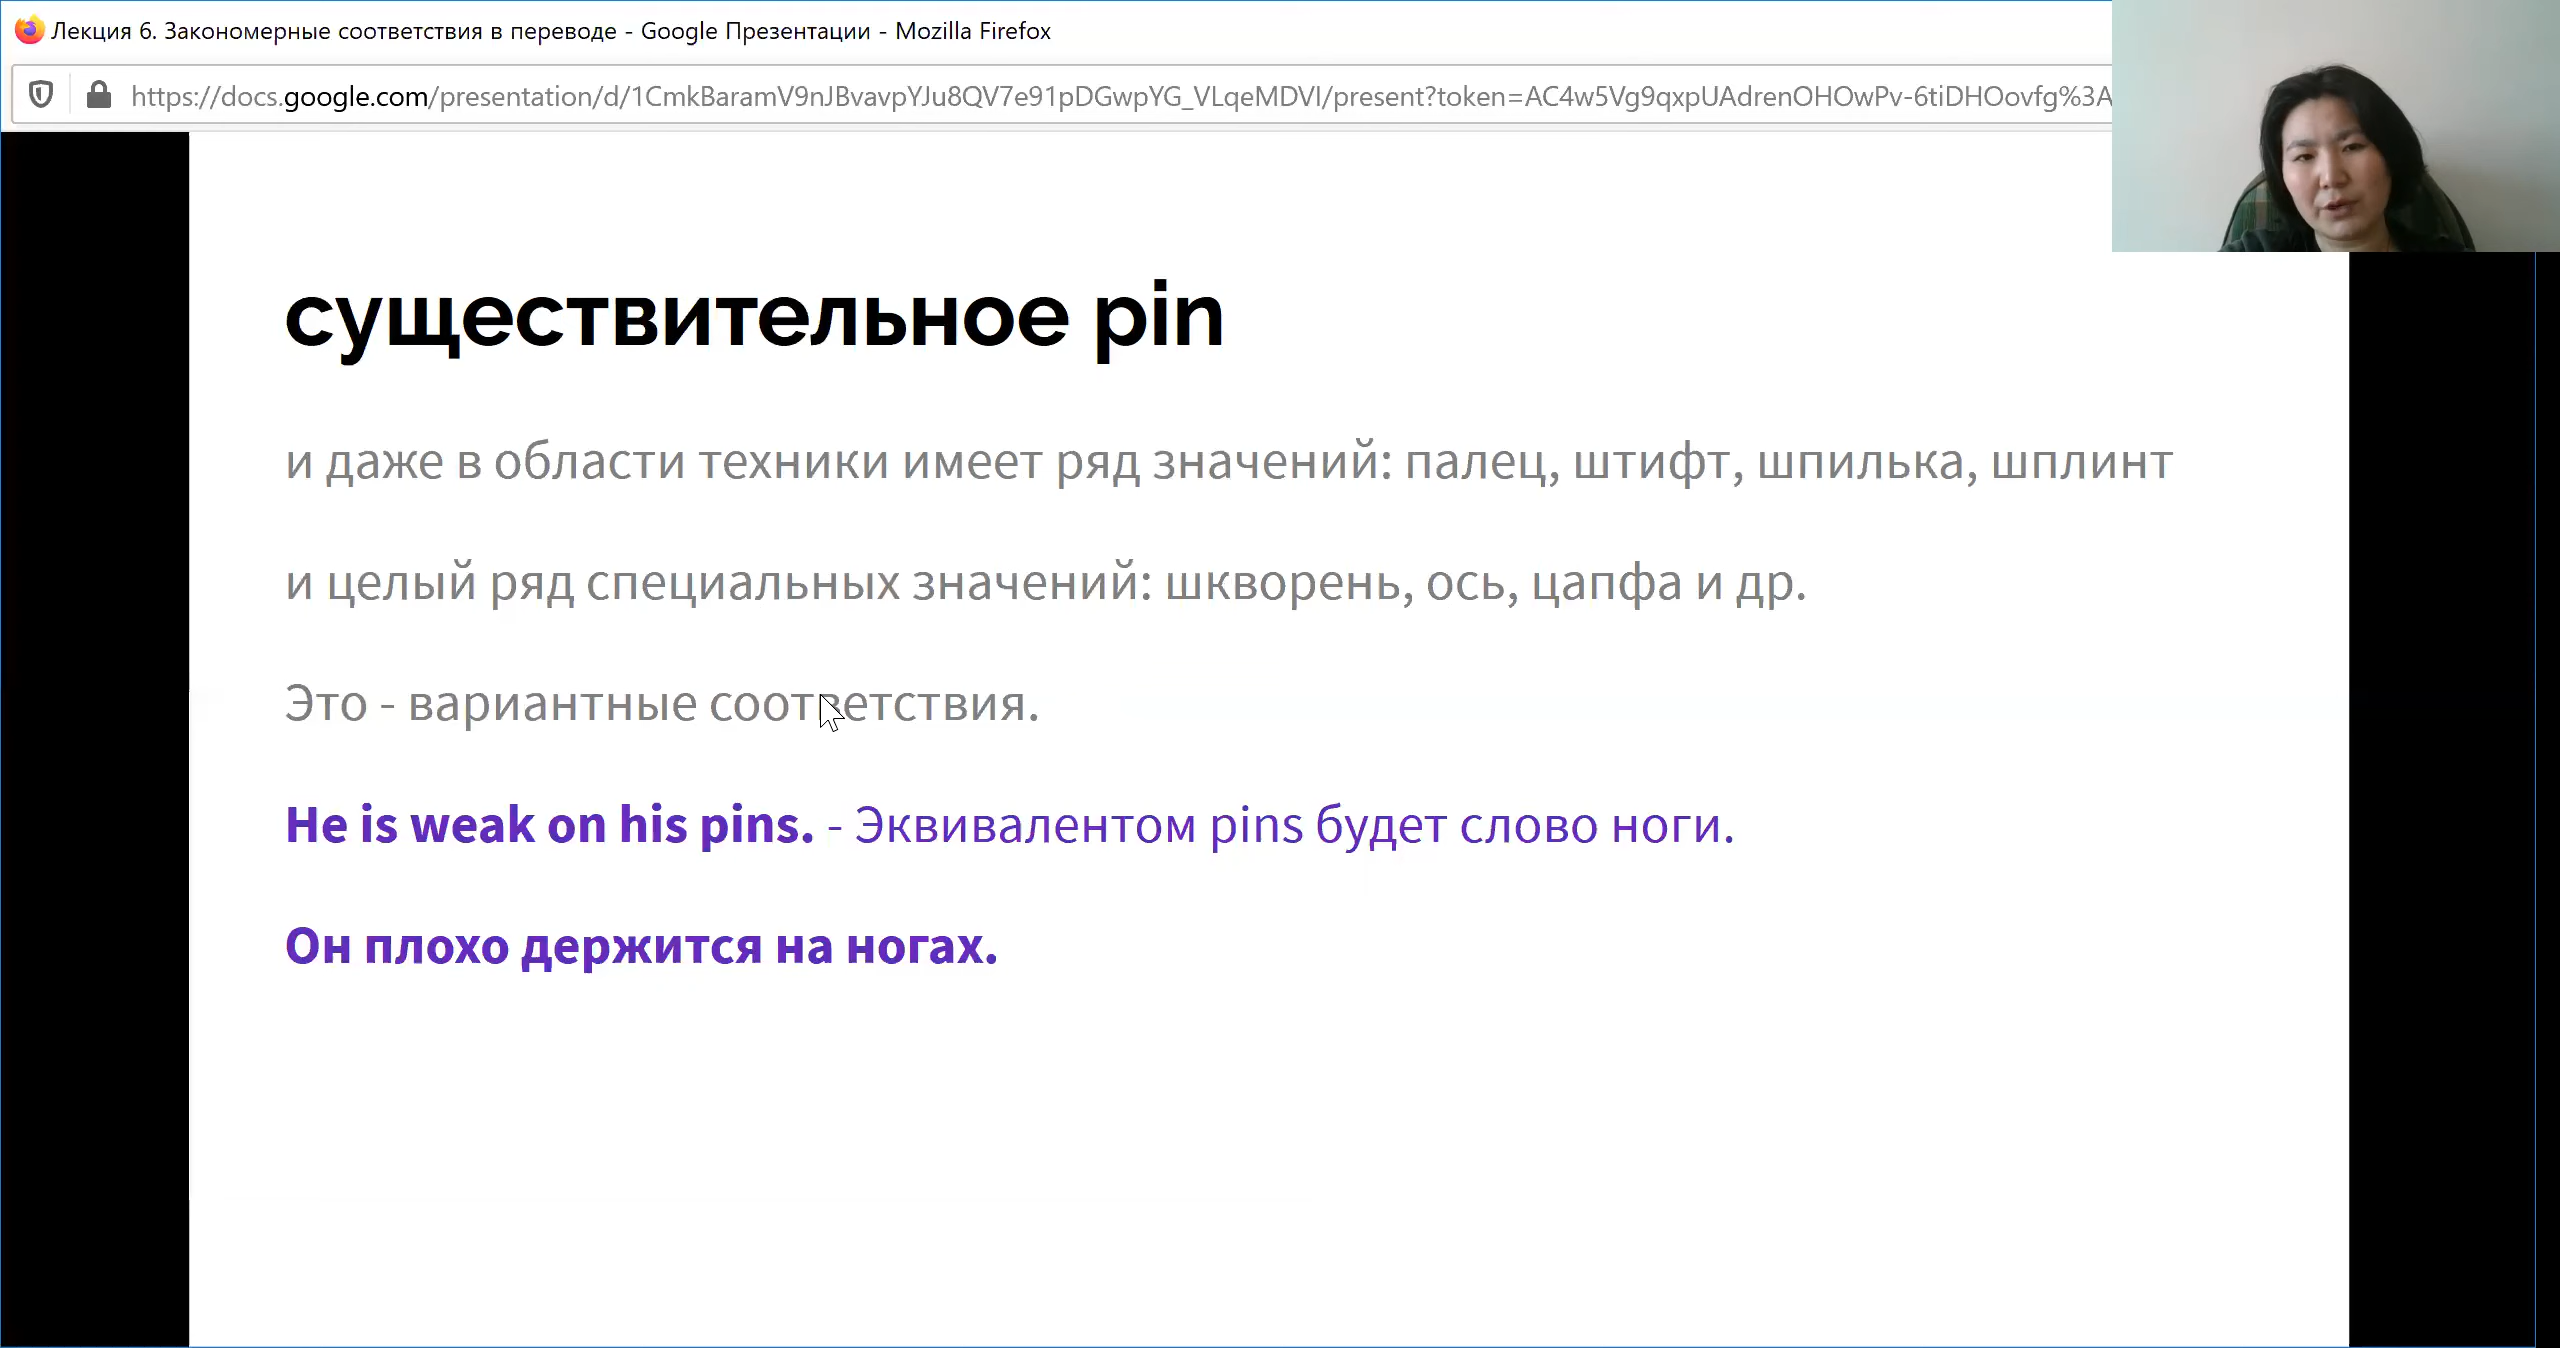 Лекция 6. Закономерные соответствия в переводе - Google Презентации - Mozilla Firefox
https://docs.google.com/presentation/d/1CmkBaramV9nJBvavpYJu8QV7e91pDGwpYG_VLqeMDVI/present?token=AC4w5Vg9qxpUAdrenOHOwPv-6tiDHOovfg%3A
существительное pin
и даже в области техники имеет ряд значений: палец, штифт, шпилька, шплинт
и целый ряд специальных значений: шкворень, ось, цапфа и др.
Это - вариантные соответствия.
He is weak on his pins. - Эквивалентом pins будет слово ноги.
Он плохо держится на ногах.